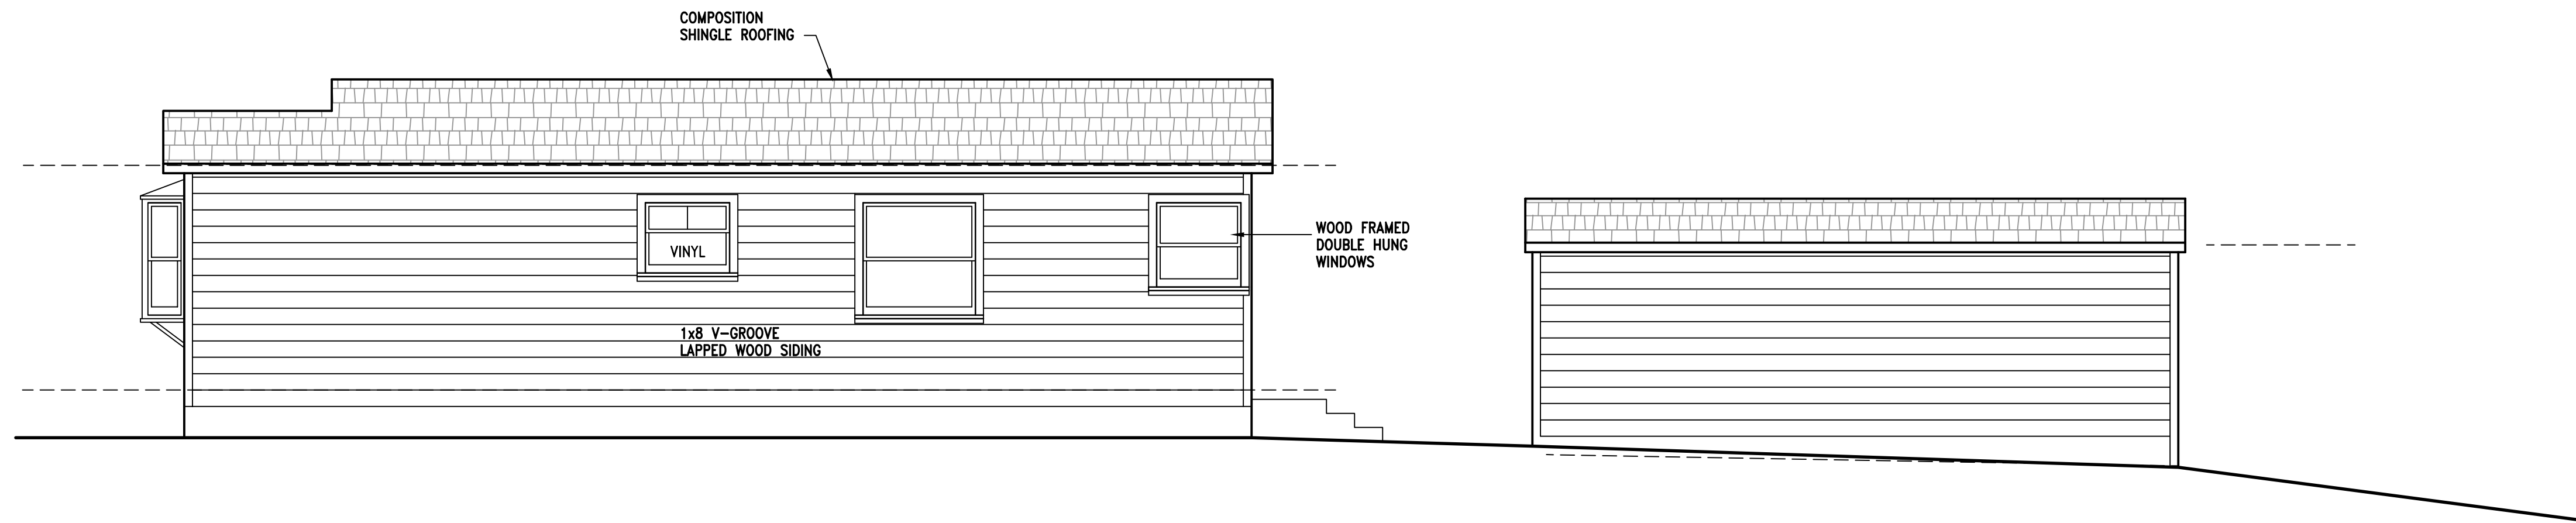 COMPOSITION
SHINGLE ROOFING
WOOD FRAMED
DOUBLE HUNG
WINDOWS
VINYL
1x8 V-GROOVE
LAPPED WOOD SIDING